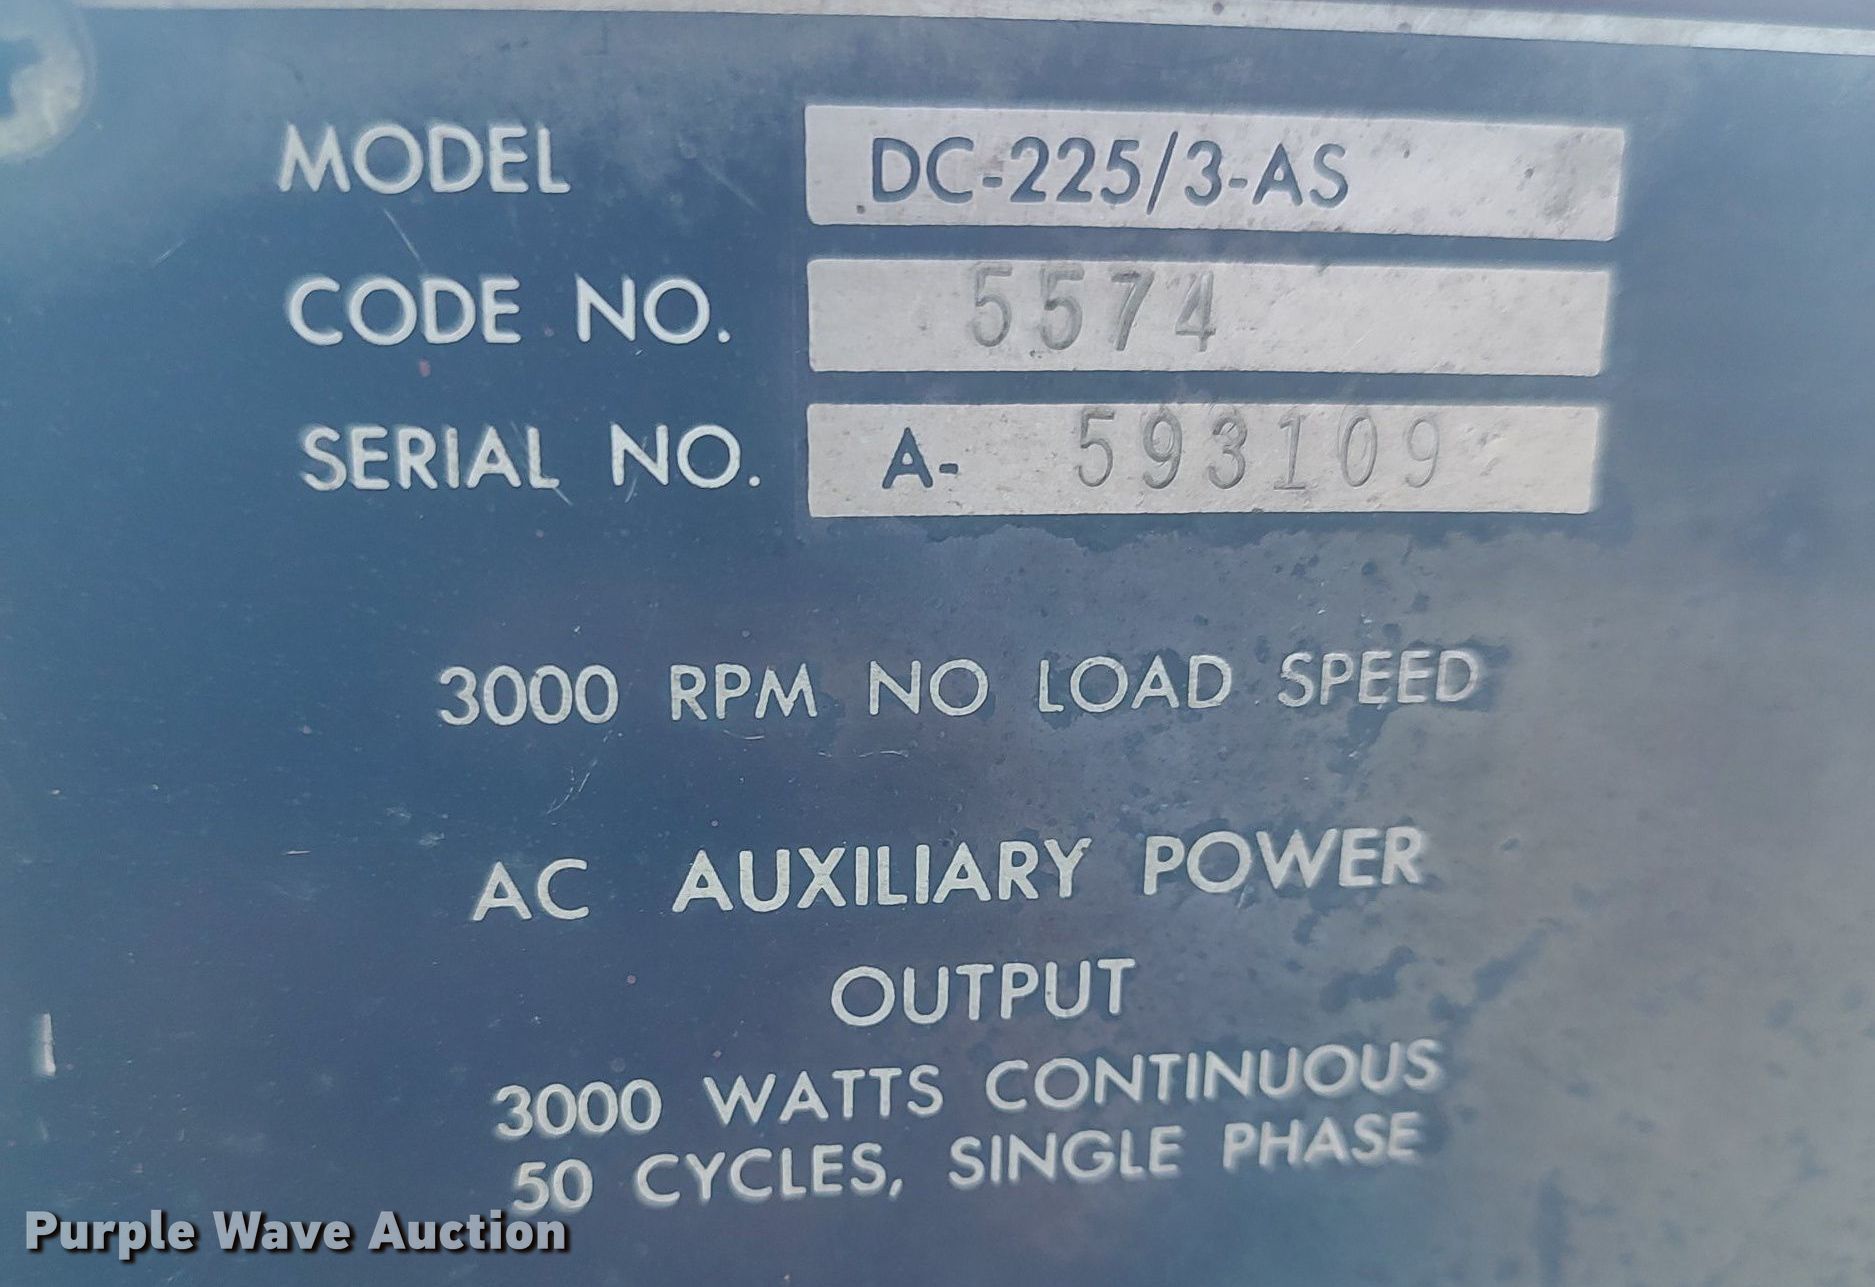 MODEL DC-225/3-AS
CODE NO. 5574
SERIAL NO. A- 593109
3000 RPM NO LOAD SPEED
AC AUXILIARY POWER
OUTPUT
3000 WATTS CONTINUOUS
50 CYCLES, SINGLE PHASE
Purple Wave Auction